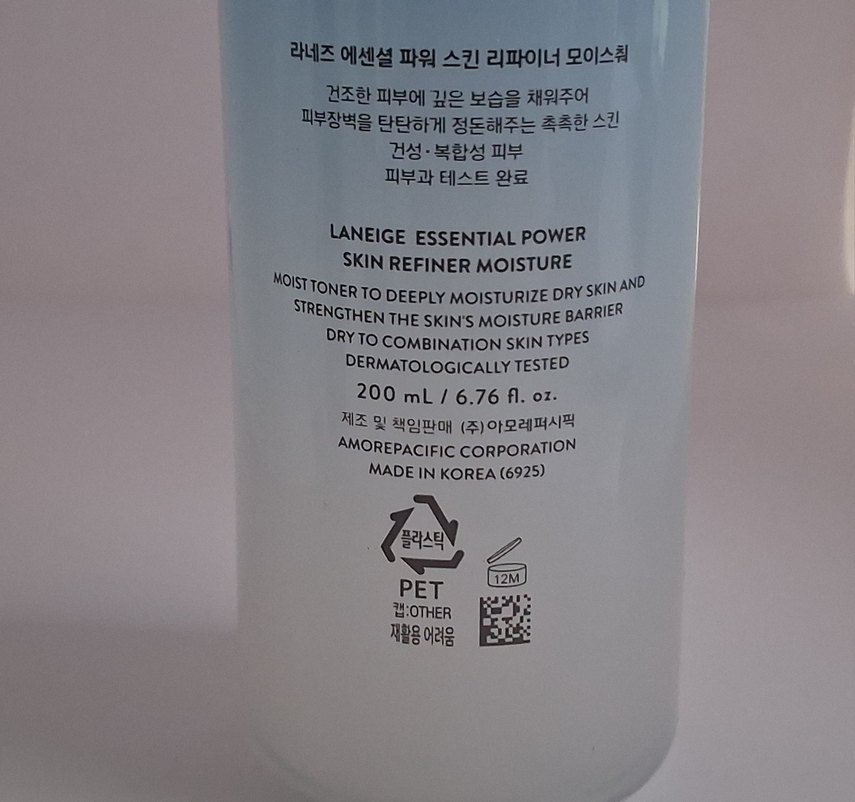 라네즈 에센셜 파워 스킨 리파이너 모이스춰
건조한 피부에 깊은 보습을 채워주어
피부장벽을 탄탄하게 정돈해주는 촉촉한 스킨
건성·복합성 피부
피부과 테스트 완료
LANEIGE ESSENTIAL POWER
SKIN REFINER MOISTURE
MOIST TONER TO DEEPLY MOISTURIZE DRY SKIN AND
STRENGTHEN THE SKIN'S MOISTURE BARRIER
DRY TO COMBINATION SKIN TYPES
DERMATOLOGICALLY TESTED
200 mL / 6.76 fl. oz.
제조 및 책임판매 (주)아모레퍼시픽
AMOREPACIFIC CORPORATION
MADE IN KOREA (6925)
플라스틱
12M
PET
캡:OTHER
재활용 어려움